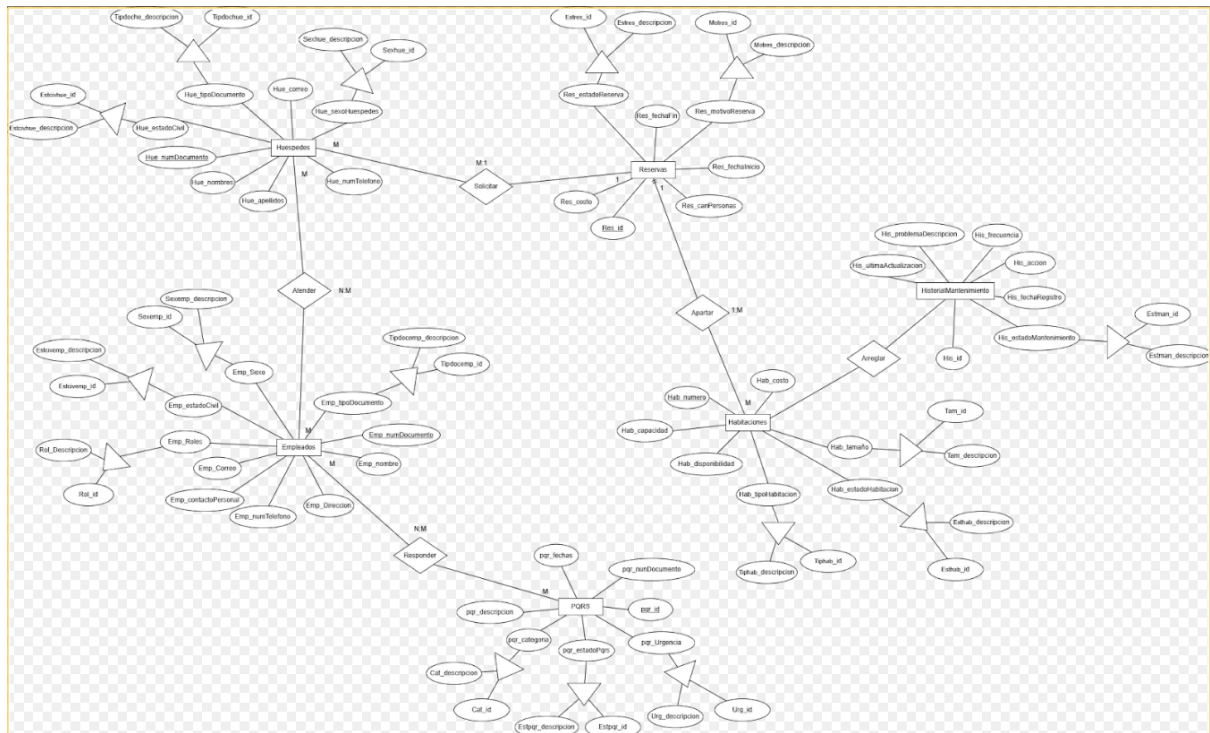 Tipdoche_descripcion
Tipdochue_id
Sexhue_descripcion
Sexhue_id
Estcivhue_id
Estcivhue_descripcion
Hue_tipoDocumento
Hue_correo
Hue_sexoHuespedes
Hue_estadoCivil
Hue_numDocumento
Huespedes
Hue_nombres
Hue_apellidos
Hue_numTelefono
M
M
M:1
Solicitar
1
Estres_id
Estres_descripcion
Motres_id
Motres_descripcion
Res_estadoReserva
Res_motivoReserva
Res_fechaFin
Reservas
Res_fechaInicio
Res_costo
Res_canPersonas
Res_id
1
Atender
N:M
Apartar
1:M
His_problemaDescripcion
His_frecuencia
His_ultimaActualizacion
His_accion
HistorialMantenimiento
His_fechaRegistro
His_estadoMantenimiento
His_id
Estman_id
Estman_descripcion
Arreglar
Sexemp_descripcion
Sexemp_id
Emp_Sexo
Emp_estadoCivil
Tipdocemp_descripcion
Tipdocemp_id
Emp_tipoDocumento
M
Empleados
M
Emp_numDocumento
Emp_nombre
Emp_Roles
Rol_Descripcion
Rol_id
Emp_Correo
Emp_contactoPersonal
Emp_numTelefono
Emp_Direccion
Hab_costo
Hab_numero
M
Hab_capacidad
Habitaciones
Hab_disponibilidad
Hab_tamaño
Tam_id
Tam_descripcion
Hab_tipoHabitacion
Hab_estadoHabitacion
Tiphab_descripcion
Tiphab_id
Esthab_descripcion
Esthab_id
N:M
Responder
M
pqr_fechas
pqr_numDocumento
pqr_descripcion
PQRS
pqr_id
pqr_categoria
pqr_estadoPqrs
pqr_Urgencia
Cat_descripcion
Cat_id
Estpqr_descripcion
Estpqr_id
Urg_descripcion
Urg_id